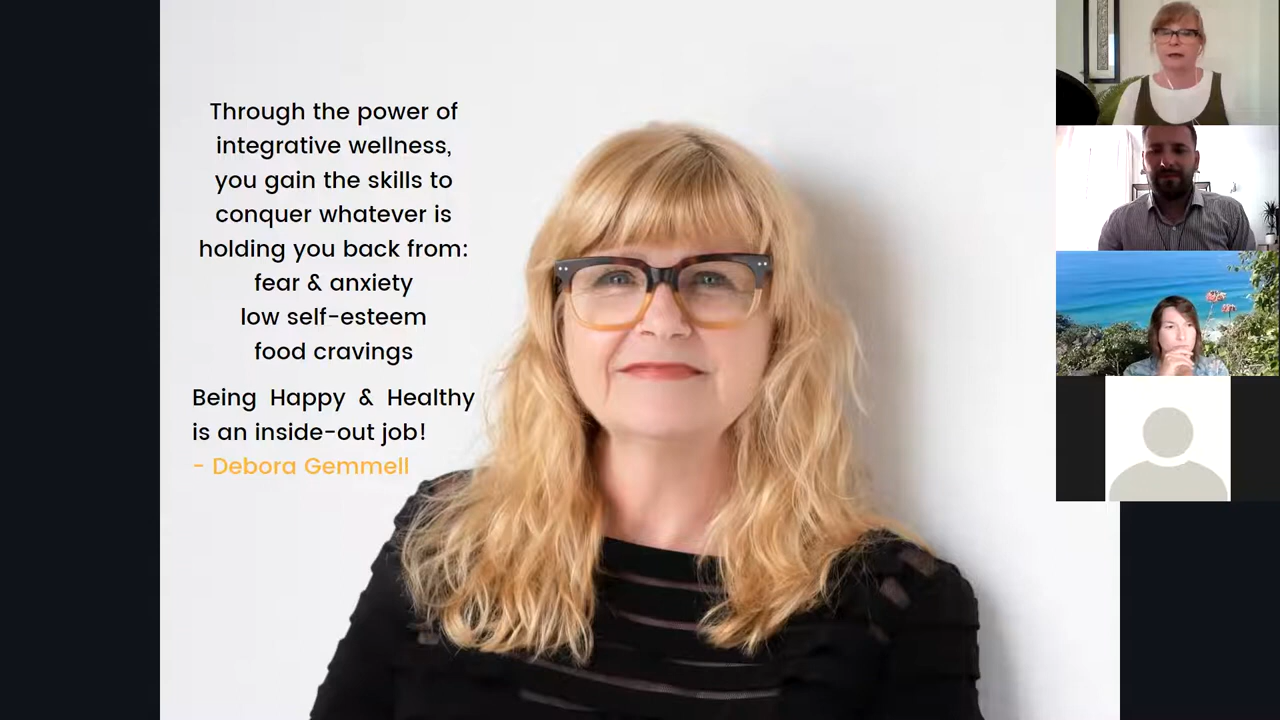 Through the power of
integrative wellness,
you gain the skills to
conquer whatever is
holding you back from:
fear & anxiety
low self-esteem
food cravings
Being Happy & Healthy
is an inside-out job!
- Debora Gemmell